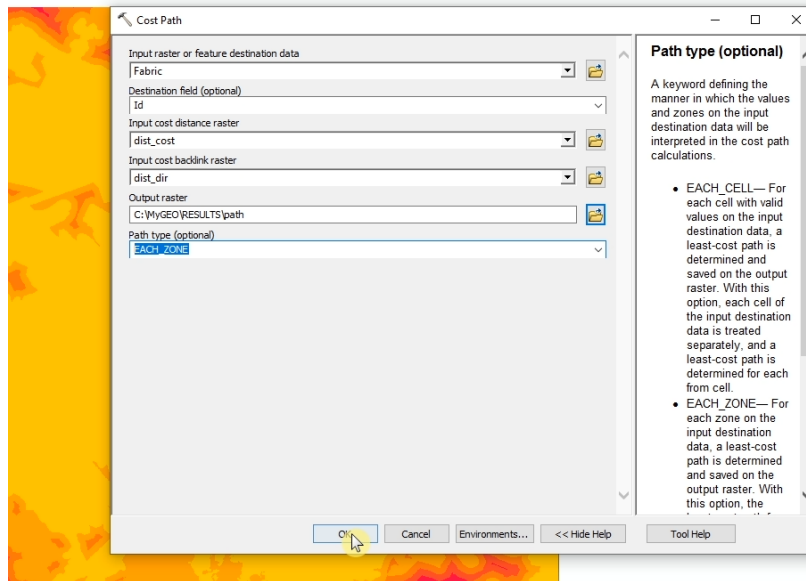 Cost Path
Input raster or feature destination data
Fabric
Destination field (optional)
Id
Input cost distance raster
dist_cost
Input cost backlink raster
dist_dir
Output raster
C:\MyGEO\RESULTS\path
Path type (optional)
EACH_ZONE
Path type (optional)
A keyword defining the
manner in which the values
and zones on the input
destination data will be
interpreted in the cost path
calculations.
• EACH_CELL— For
each cell with valid
values on the input
destination data, a
least-cost path is
determined and
saved on the output
raster. With this
option, each cell of
the input destination
data is treated
separately, and a
least-cost path is
determined for each
from cell.
• EACH_ZONE— For
each zone on the
input destination
data, a least-cost
path is determined
and saved on the
output raster. With
this option, the
OK
Cancel
Environments...
<< Hide Help
Tool Help